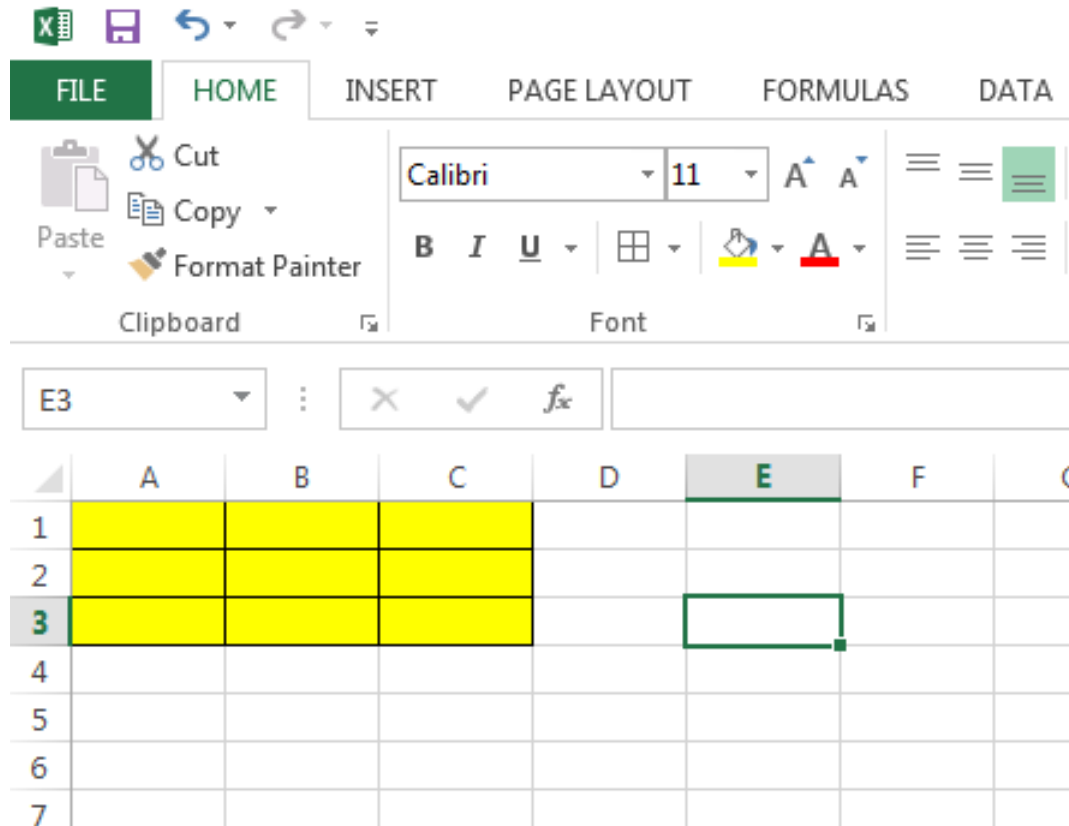 FILE HOME INSERT PAGE LAYOUT FORMULAS DATA
Cut
Copy
Paste
Format Painter
Clipboard
Calibri 11 A A
B I U A
Font
E3 fx
A B C D E F
1
2
3
4
5
6
7